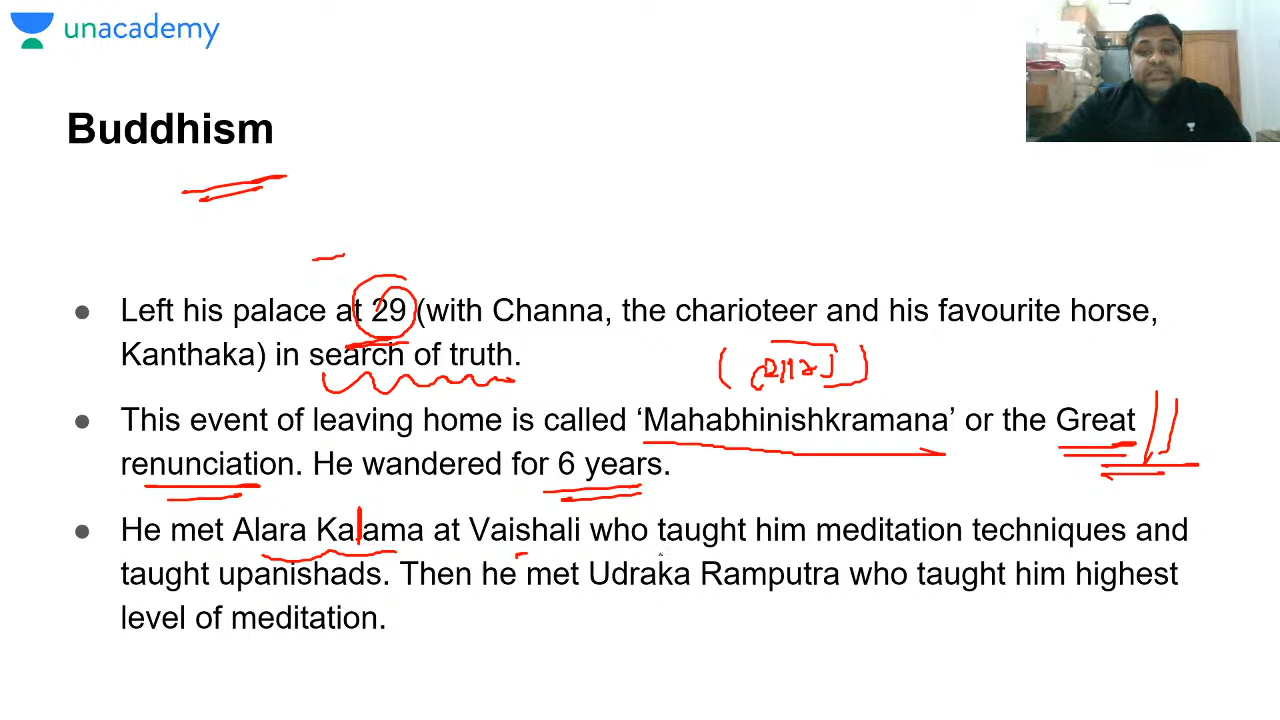 unacademy
Buddhism
● Left his palace at 29 (with Channa, the charioteer and his favourite horse,
Kanthaka) in search of truth.
● This event of leaving home is called ‘Mahabhinishkramana’ or the Great
renunciation. He wandered for 6 years.
● He met Alara Kalama at Vaishali who taught him meditation techniques and
taught upanishads. Then he met Udraka Ramputra who taught him highest
level of meditation.